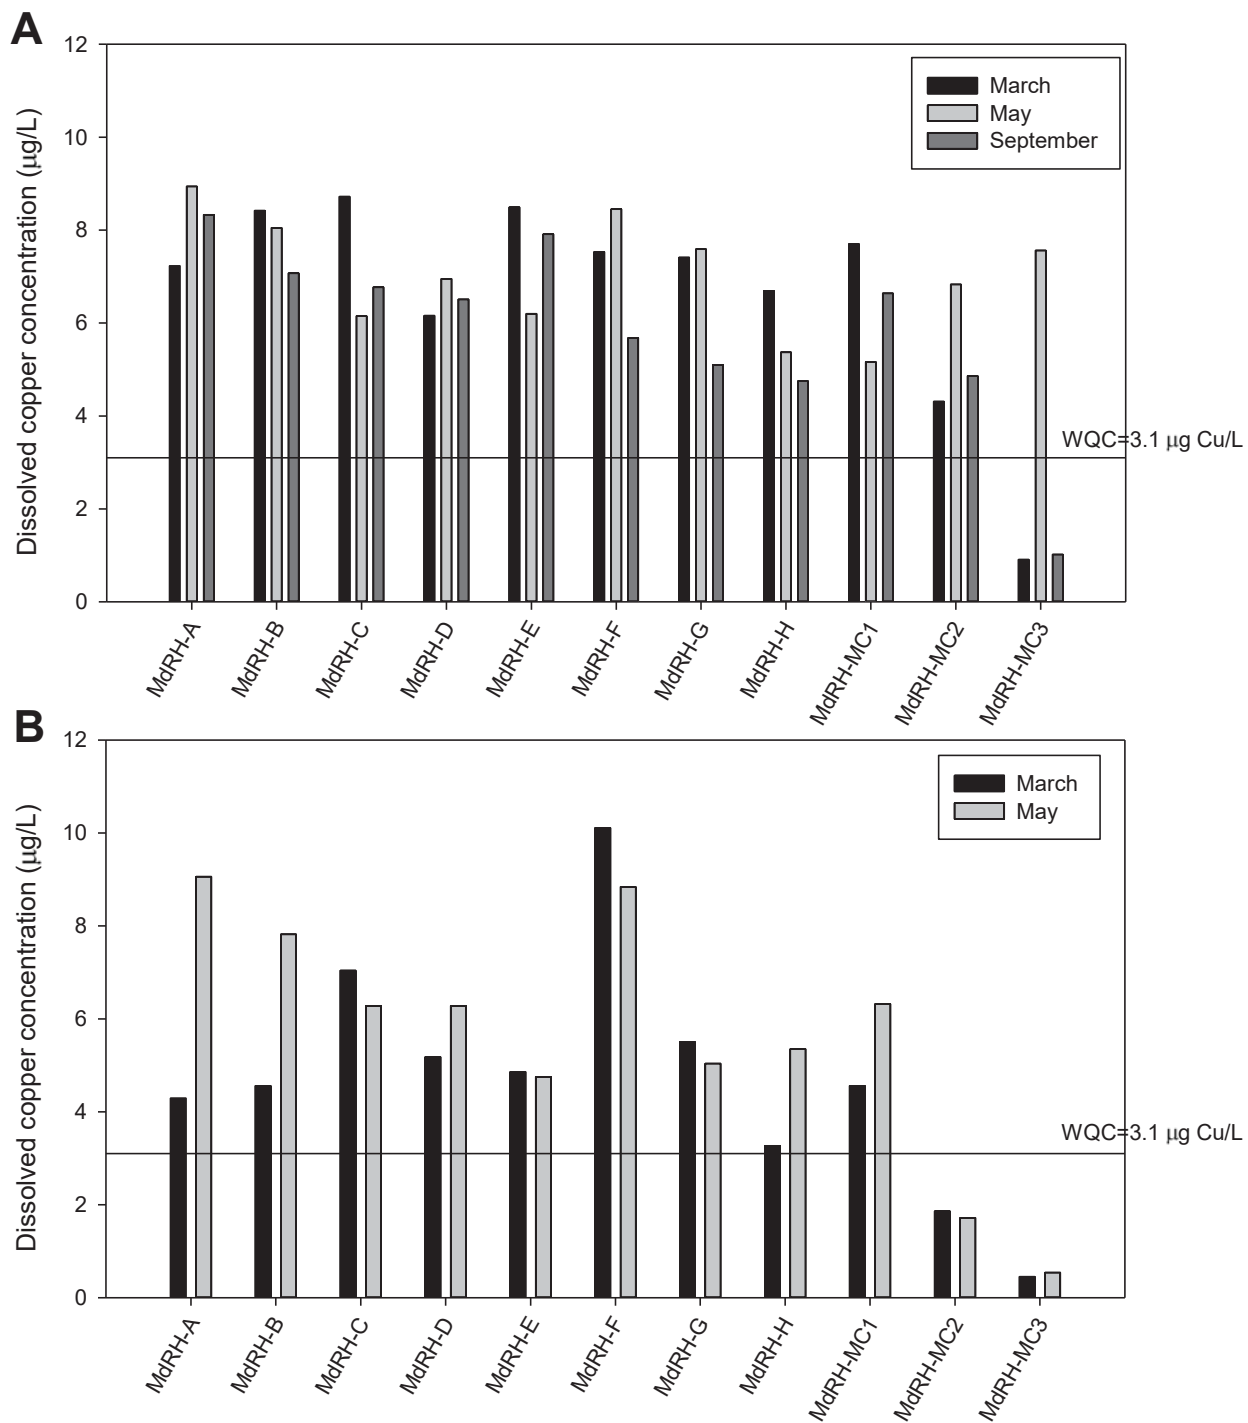 A
Dissolved copper concentration (μg/L)
12
10
8
6
4
2
0
March
May
September
WQC=3.1 μg Cu/L
MdRH-A
MdRH-B
MdRH-C
MdRH-D
MdRH-E
MdRH-F
MdRH-G
MdRH-H
MdRH-MC1
MdRH-MC2
MdRH-MC3
B
Dissolved copper concentration (μg/L)
12
10
8
6
4
2
0
March
May
WQC=3.1 μg Cu/L
MdRH-A
MdRH-B
MdRH-C
MdRH-D
MdRH-E
MdRH-F
MdRH-G
MdRH-H
MdRH-MC1
MdRH-MC2
MdRH-MC3